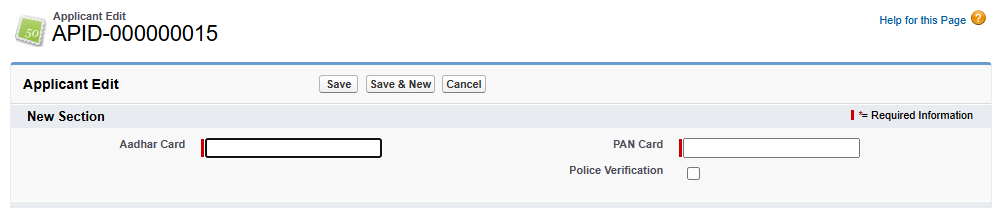 Applicant Edit
APID-000000015
Help for this Page ?
50
Applicant Edit Save Save & New Cancel
New Section *= Required Information
Aadhar Card PAN Card
Police Verification